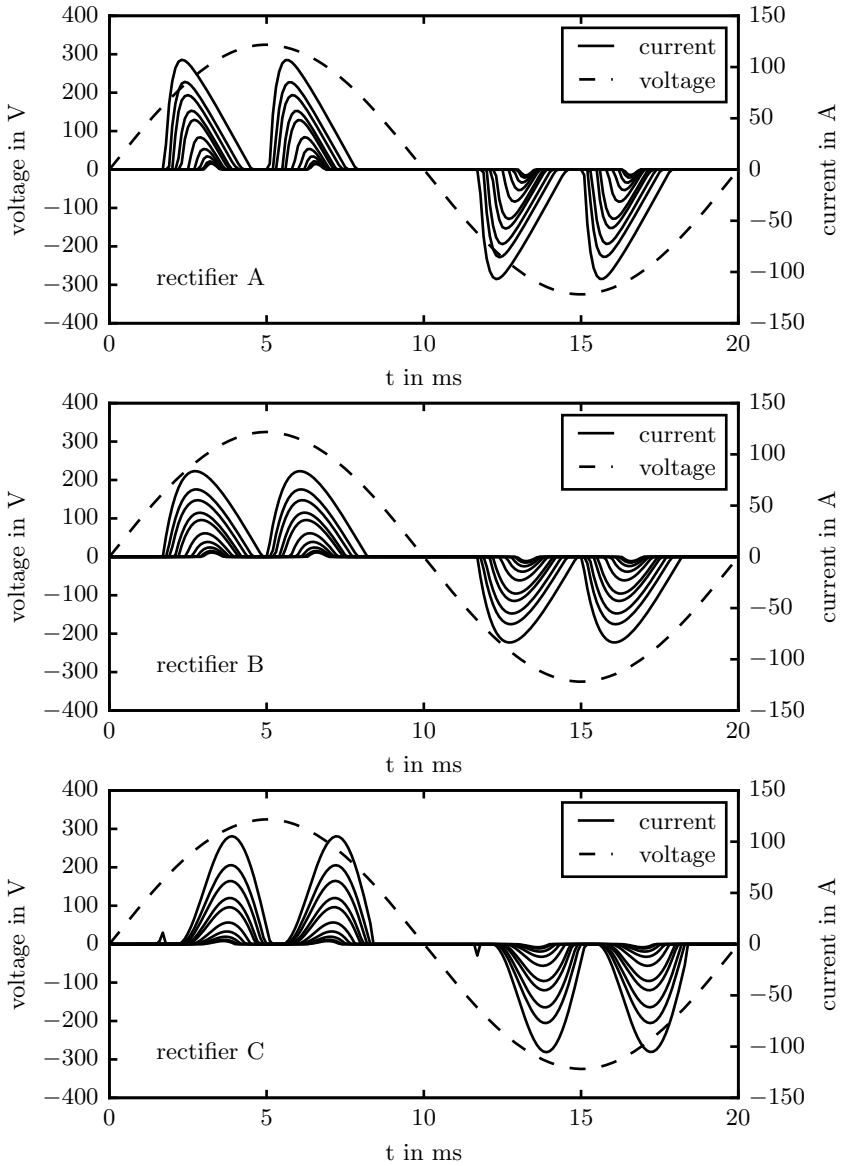 400
300
200
100
0
−100
−200
−300
−400
voltage in V
0 5 10 15 20
t in ms
150
100
50
0
−50
−100
−150
current in A
current
voltage
rectifier A
400
300
200
100
0
−100
−200
−300
−400
voltage in V
0 5 10 15 20
t in ms
150
100
50
0
−50
−100
−150
current in A
current
voltage
rectifier B
400
300
200
100
0
−100
−200
−300
−400
voltage in V
0 5 10 15 20
t in ms
150
100
50
0
−50
−100
−150
current in A
current
voltage
rectifier C